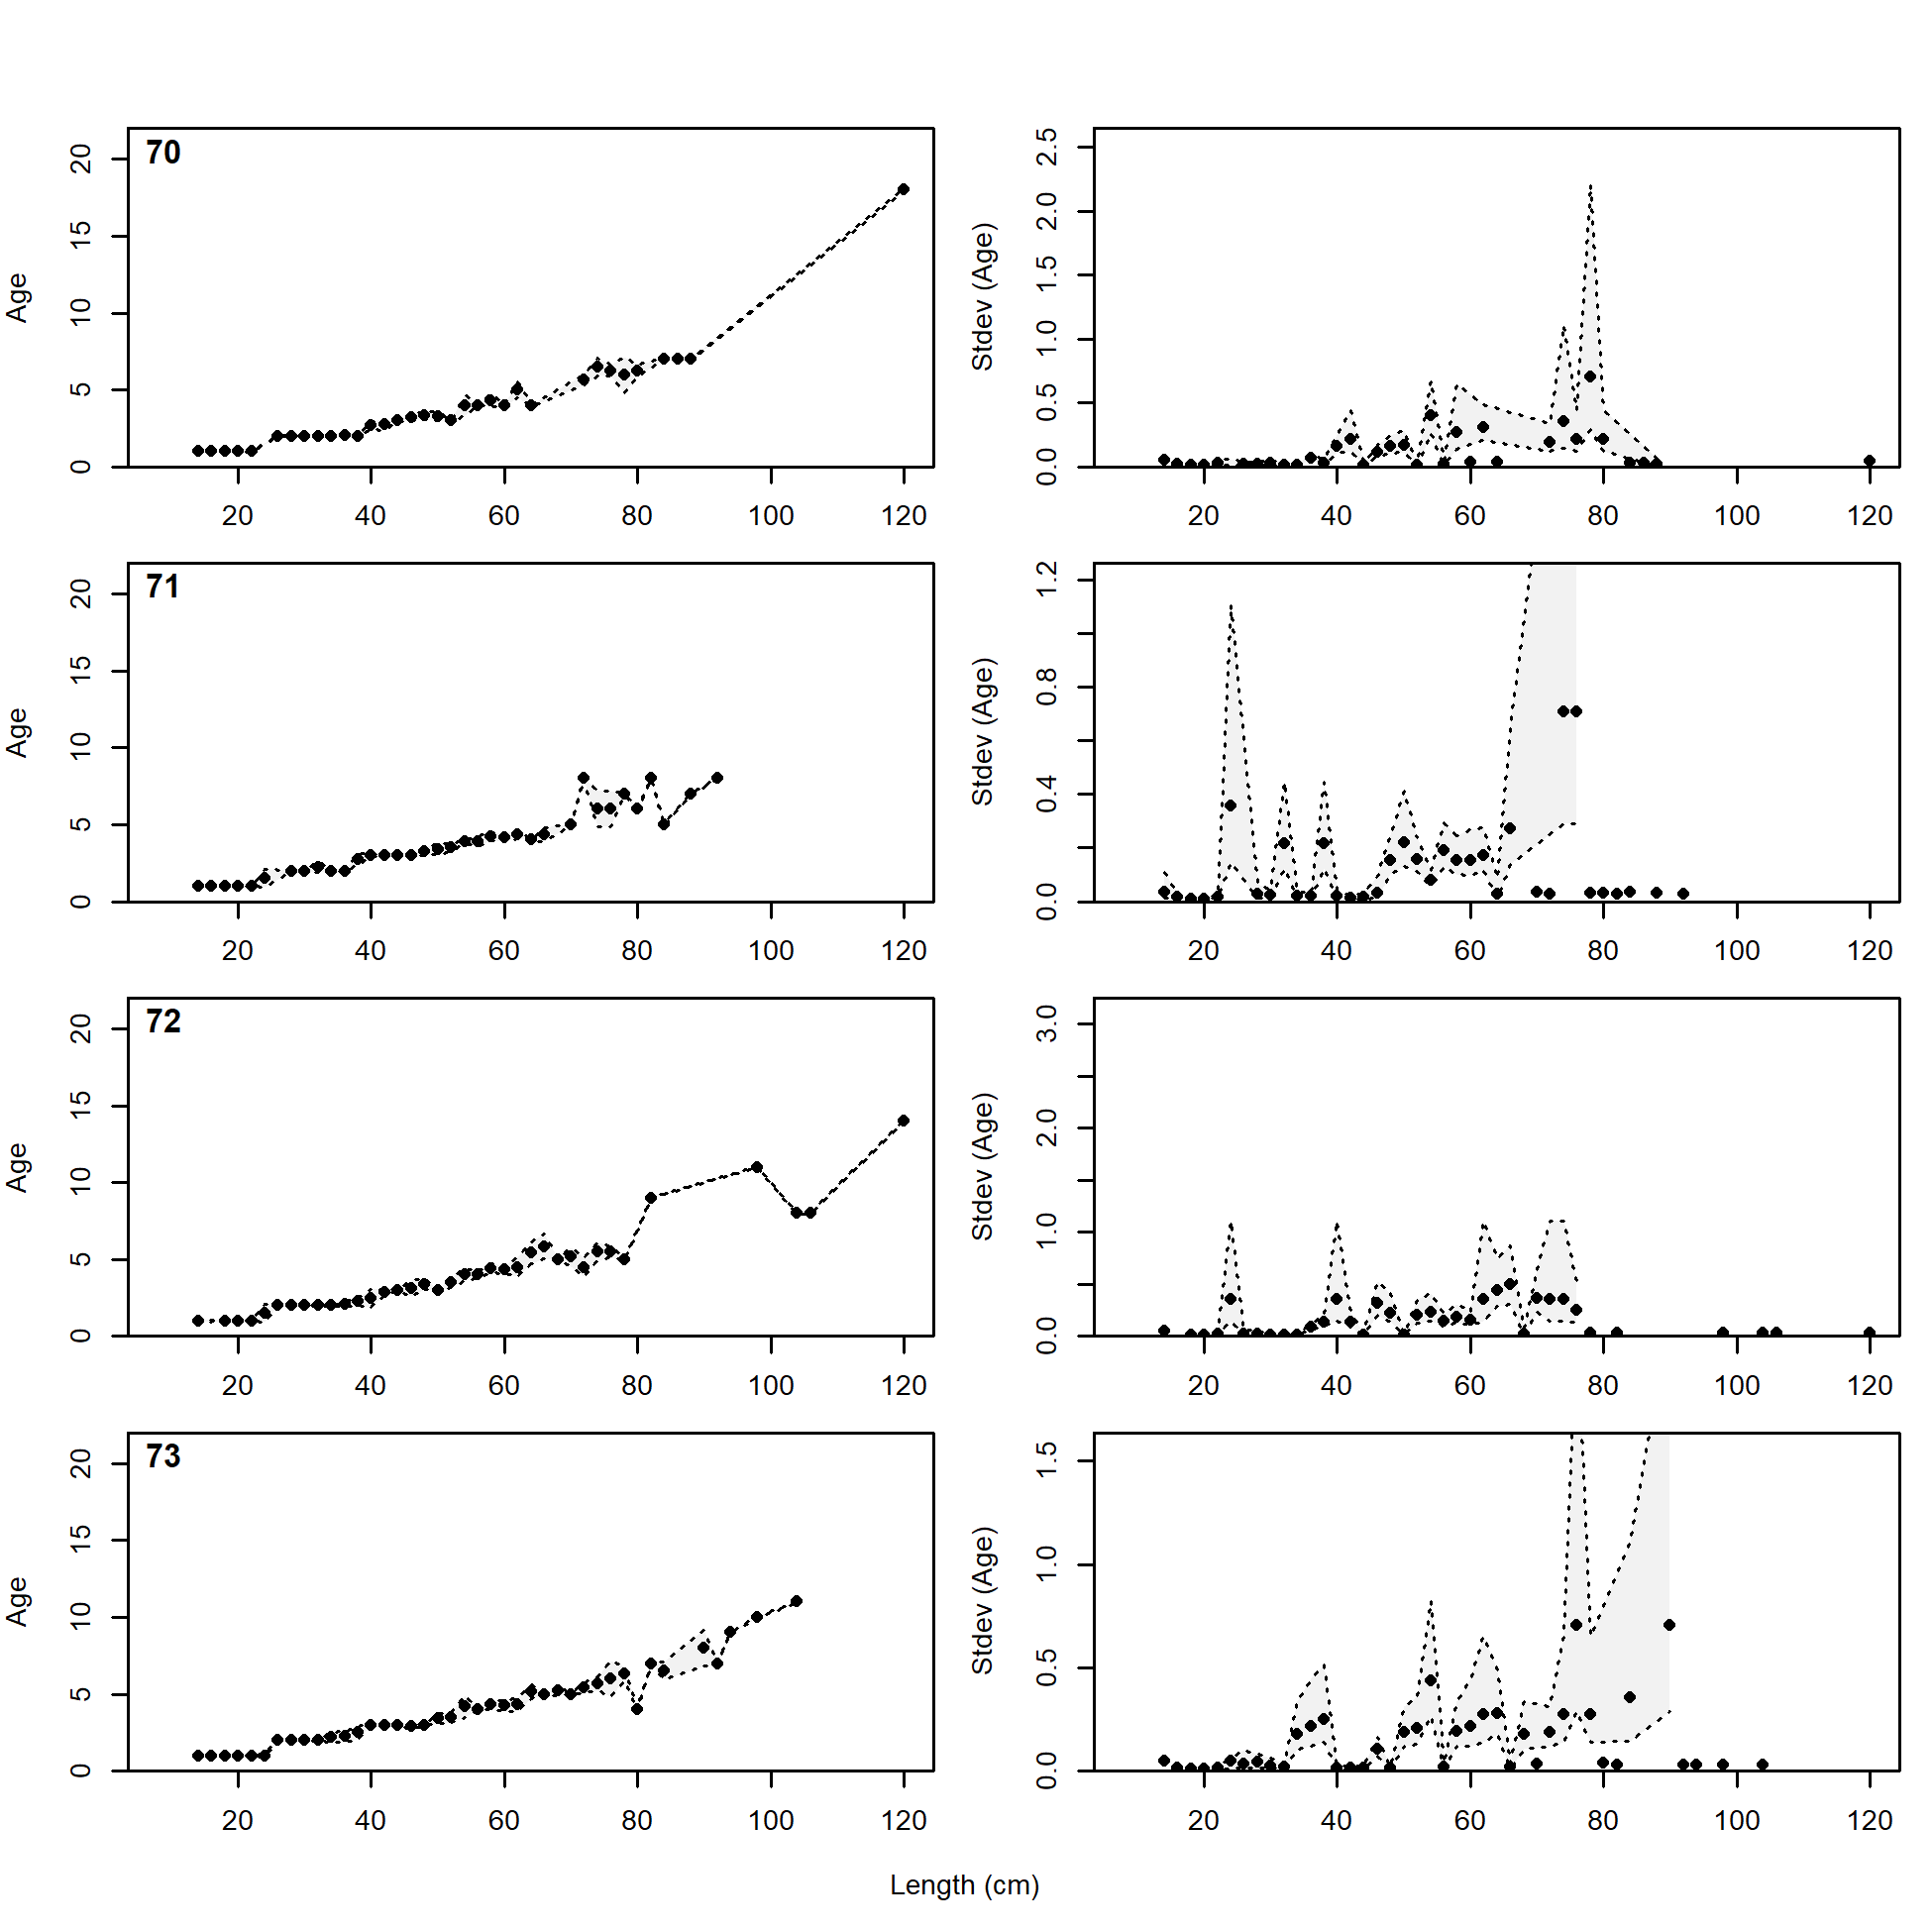 70
Age
0 5 10 15 20
20 40 60 80 100 120
Stdev (Age)
0.0 0.5 1.0 1.5 2.0 2.5
20 40 60 80 100 120
71
Age
0 5 10 15 20
20 40 60 80 100 120
Stdev (Age)
0.0 0.4 0.8 1.2
20 40 60 80 100 120
72
Age
0 5 10 15 20
20 40 60 80 100 120
Stdev (Age)
0.0 1.0 2.0 3.0
20 40 60 80 100 120
73
Age
0 5 10 15 20
20 40 60 80 100 120
Stdev (Age)
0.0 0.5 1.0 1.5
20 40 60 80 100 120
Length (cm)